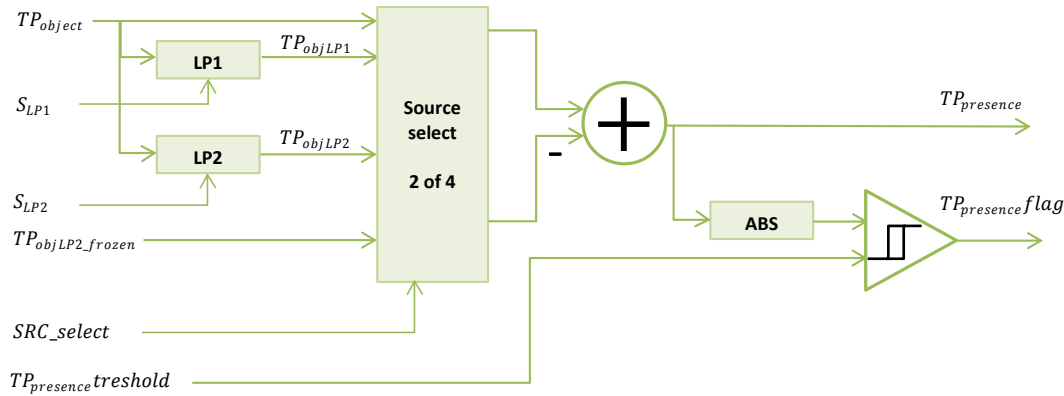 TP_object
TP_objLP1
LP1
S_LP1
TP_objLP2
LP2
S_LP2
TP_objLP2_frozen
Source
select
2 of 4
SRC_select
TP_presence treshold
+
-
TP_presence
ABS
TP_presence flag